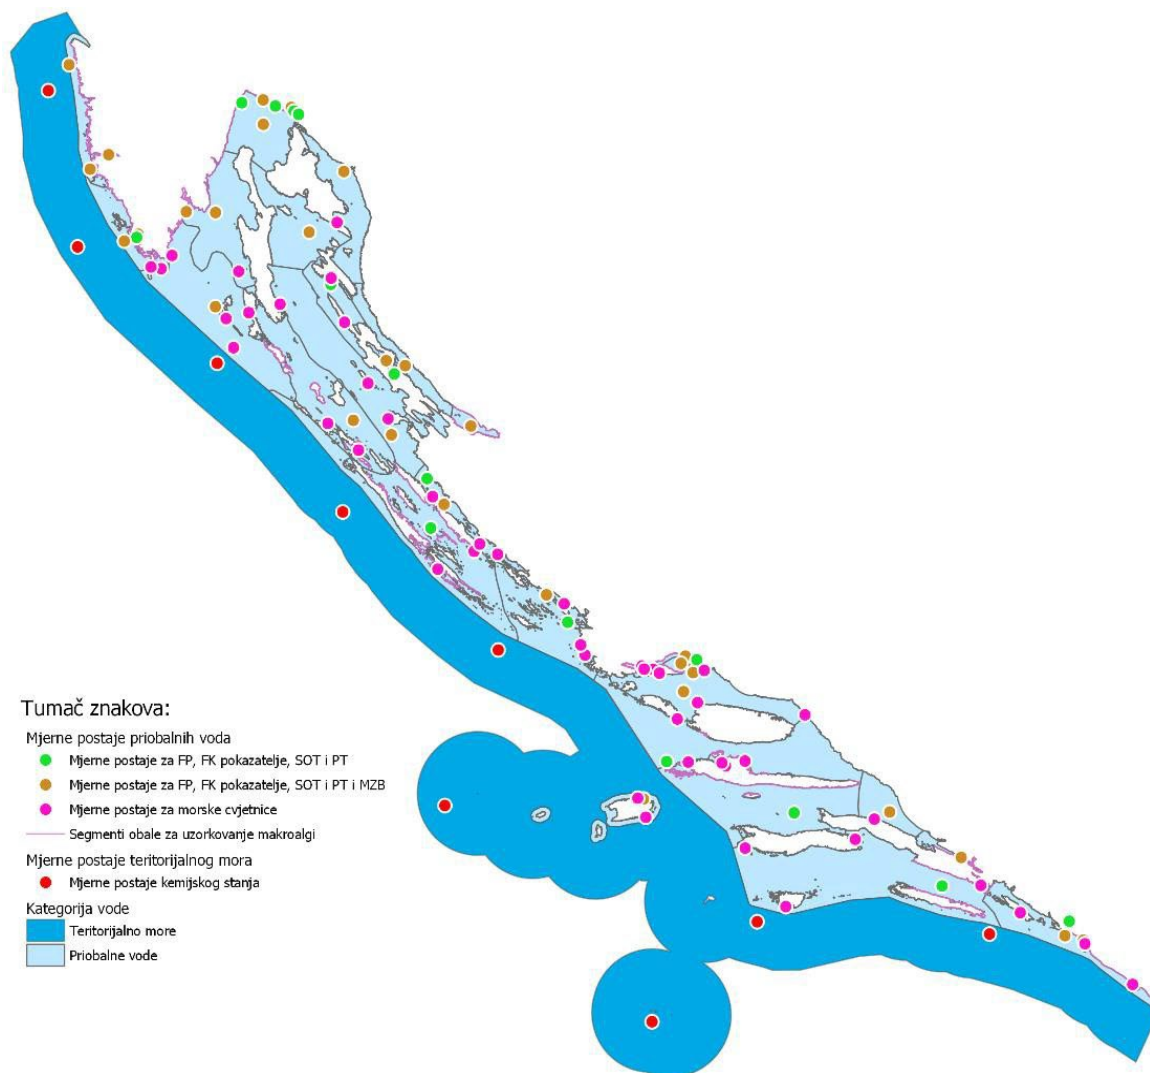 Tumač znakova:
Mjerne postaje priobalnih voda
Mjerne postaje za FP, FK pokazatelje, SOT i PT
Mjerne postaje za FP, FK pokazatelje, SOT i PT i MZB
Mjerne postaje za morske cvjetnice
Segmenti obale za uzorkovanje makroalgi
Mjerne postaje teritorijalnog mora
Mjerne postaje kemijskog stanja
Kategorija vode
Teritorijalno more
Priobalne vode